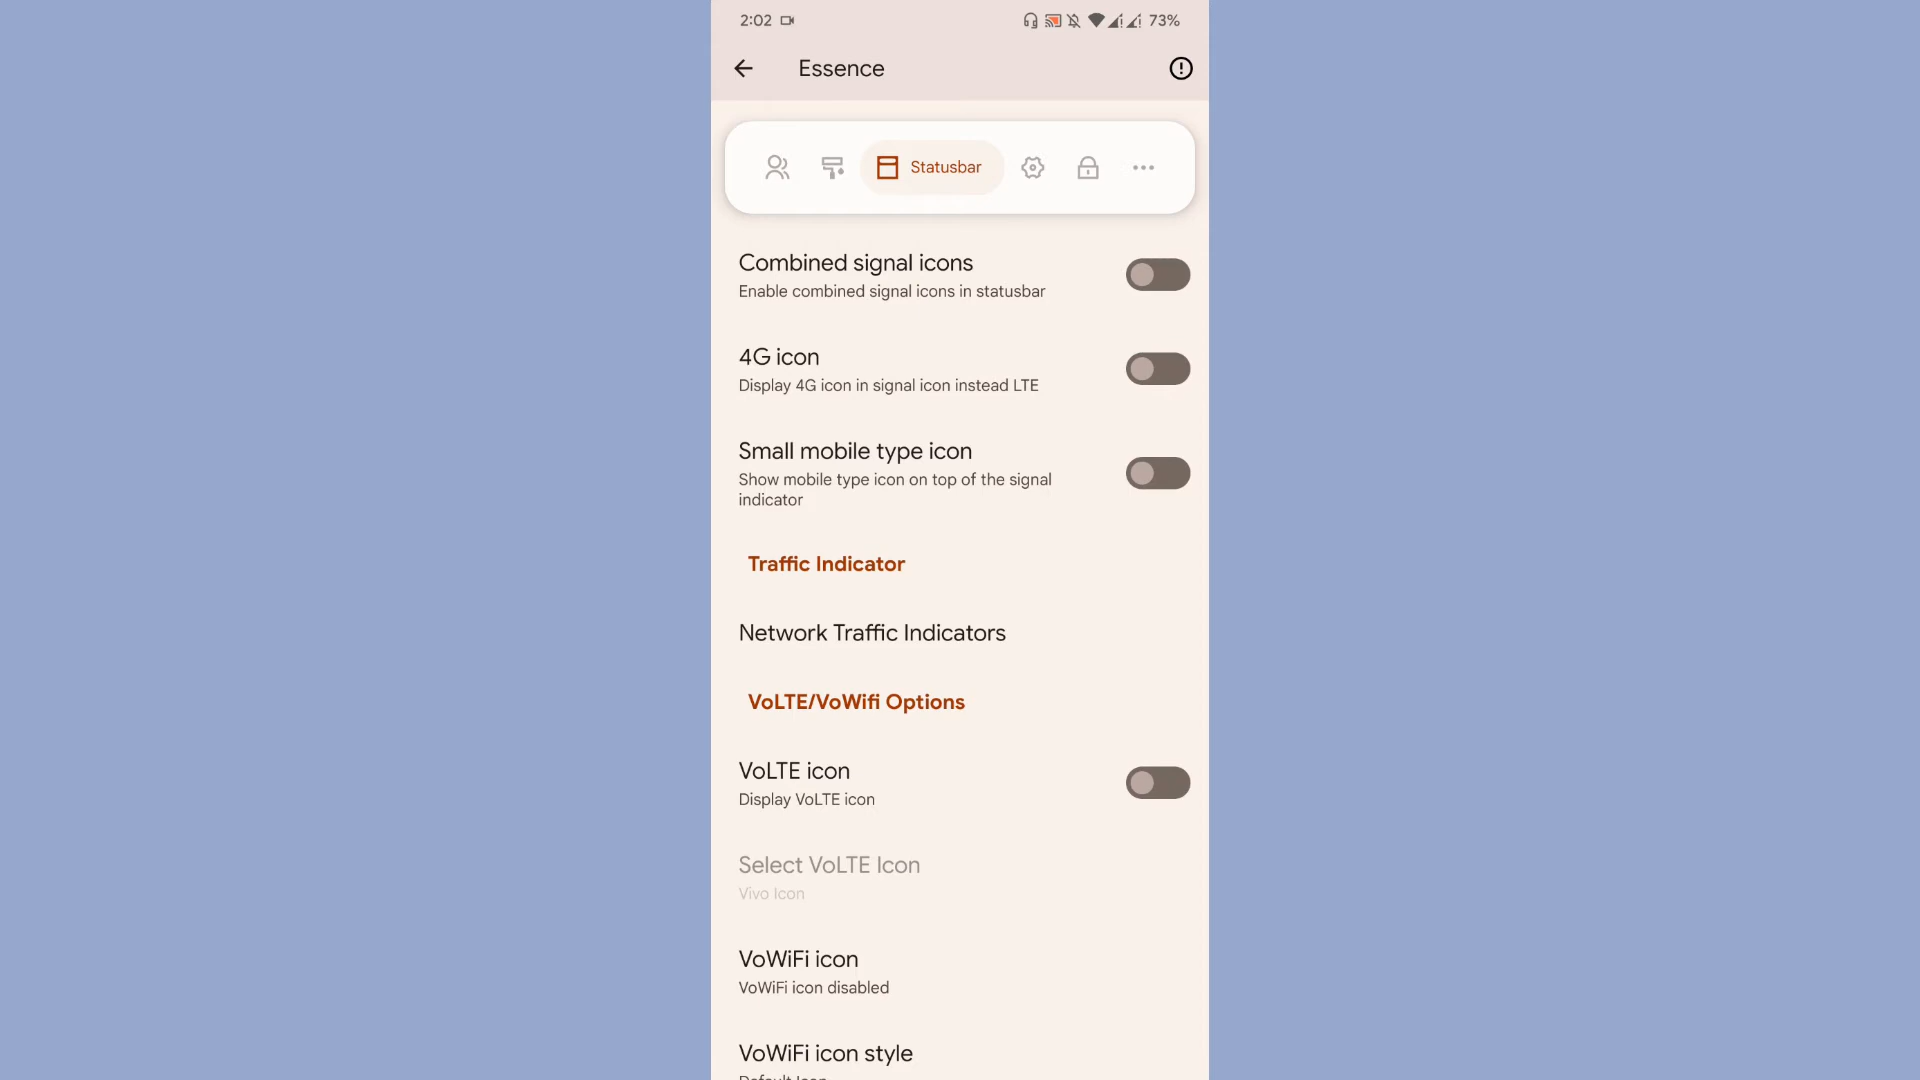 2:02
73%
Essence
Statusbar
Combined signal icons
Enable combined signal icons in statusbar
4G icon
Display 4G icon in signal icon instead LTE
Small mobile type icon
Show mobile type icon on top of the signal
indicator
Traffic Indicator
Network Traffic Indicators
VoLTE/VoWifi Options
VoLTE icon
Display VoLTE icon
Select VoLTE Icon
Vivo Icon
VoWiFi icon
VoWiFi icon disabled
VoWiFi icon style
Default Icon